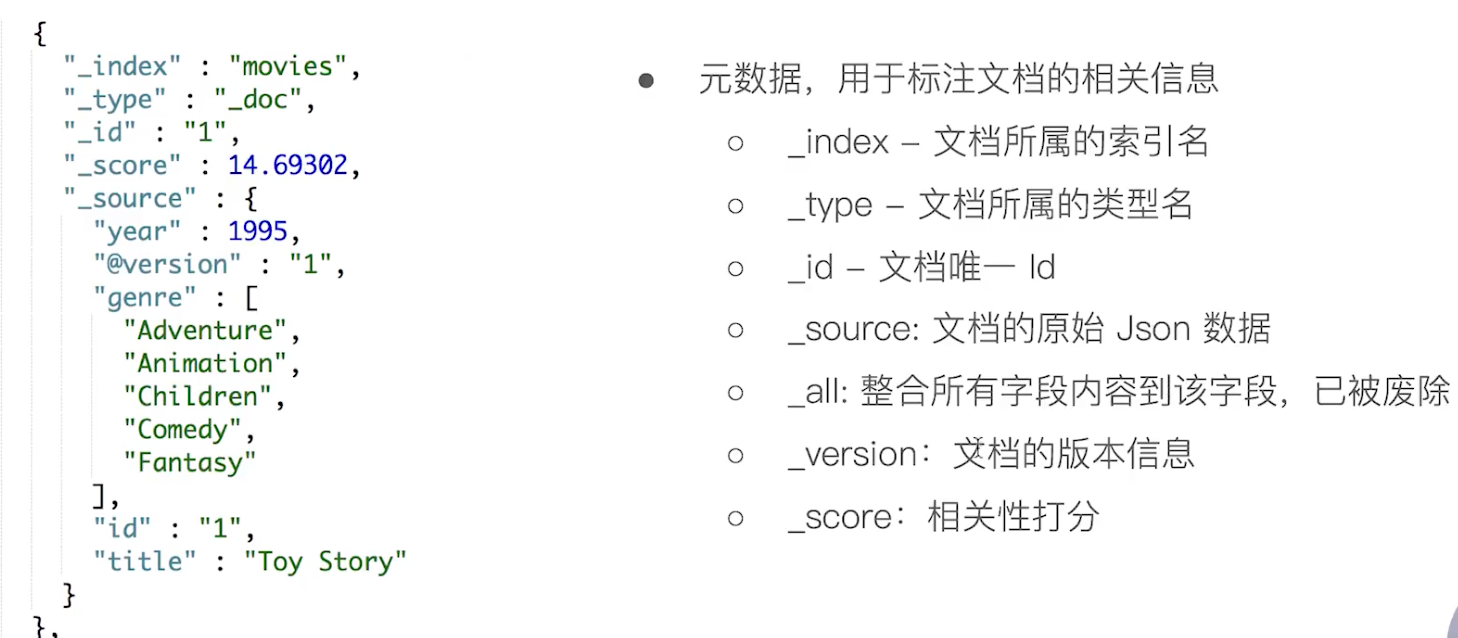 {
"_index" : "movies",
"_type" : "_doc",
"_id" : "1",
"_score" : 14.69302,
"_source" : {
"year" : 1995,
"@version" : "1",
"genre" : [
"Adventure",
"Animation",
"Children",
"Comedy",
"Fantasy"
],
"id" : "1",
"title" : "Toy Story"
}
},
● 元数据，用于标注文档的相关信息
○ _index – 文档所属的索引名
○ _type – 文档所属的类型名
○ _id – 文档唯一 Id
○ _source: 文档的原始 Json 数据
○ _all: 整合所有字段内容到该字段，已被废除
○ _version：文档的版本信息
○ _score：相关性打分